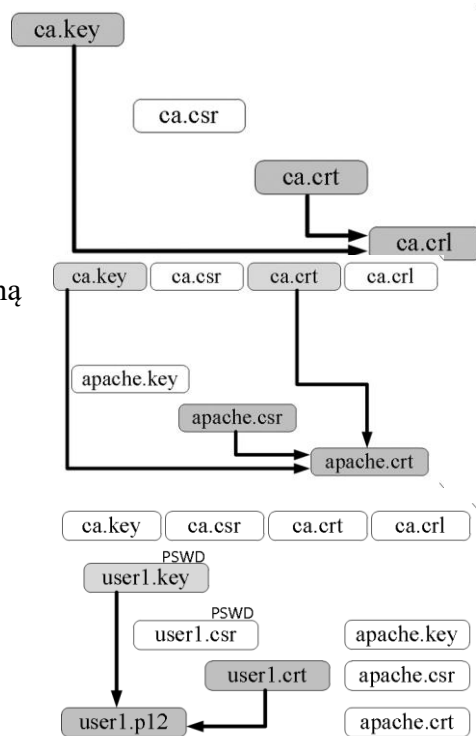 ca.key
ca.csr
ca.crt
ca.crl
ca.key ca.csr ca.crt ca.crl
ną
apache.key
apache.csr
apache.crt
ca.key ca.csr ca.crt ca.crl
PSWD
user1.key
PSWD
user1.csr apache.key
user1.crt apache.csr
user1.p12 apache.crt